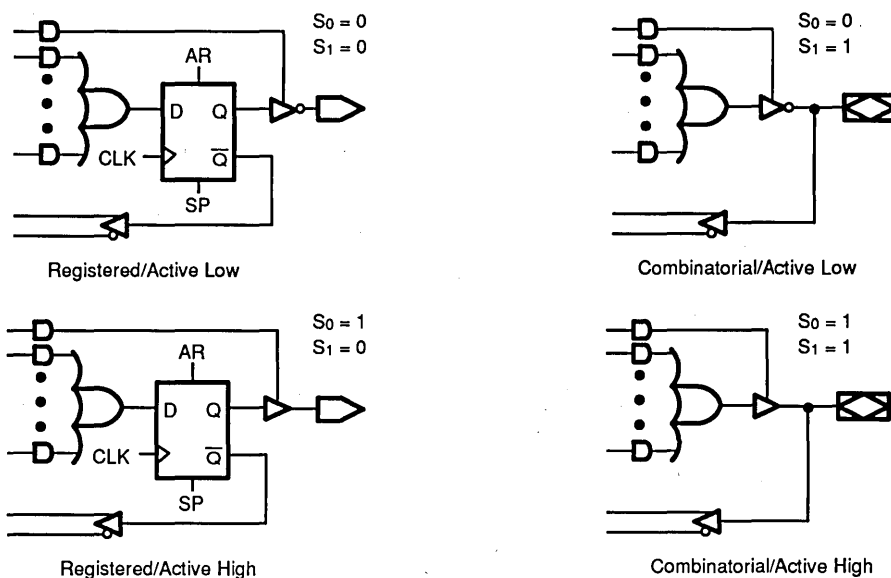 S0 = 0
S1 = 0
AR
D Q
CLK Q̅
SP
Registered/Active Low
S0 = 0
S1 = 1
Combinatorial/Active Low
S0 = 1
S1 = 0
AR
D Q
CLK Q̅
SP
Registered/Active High
S0 = 1
S1 = 1
Combinatorial/Active High